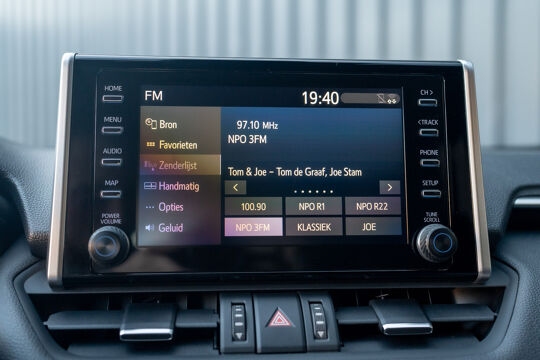 HOME
MENU
AUDIO
MAP
POWER
VOLUME
FM
19:40
Bron
Favorieten
Zenderlijst
Handmatig
Opties
Geluid
97.10 MHz
NPO 3FM
Tom & Joe – Tom de Graaf, Joe Stam
< >
100.90 NPO R1 NPO R22
NPO 3FM KLASSIEK JOE
CH >
< TRACK
PHONE
SETUP
TUNE
SCROLL